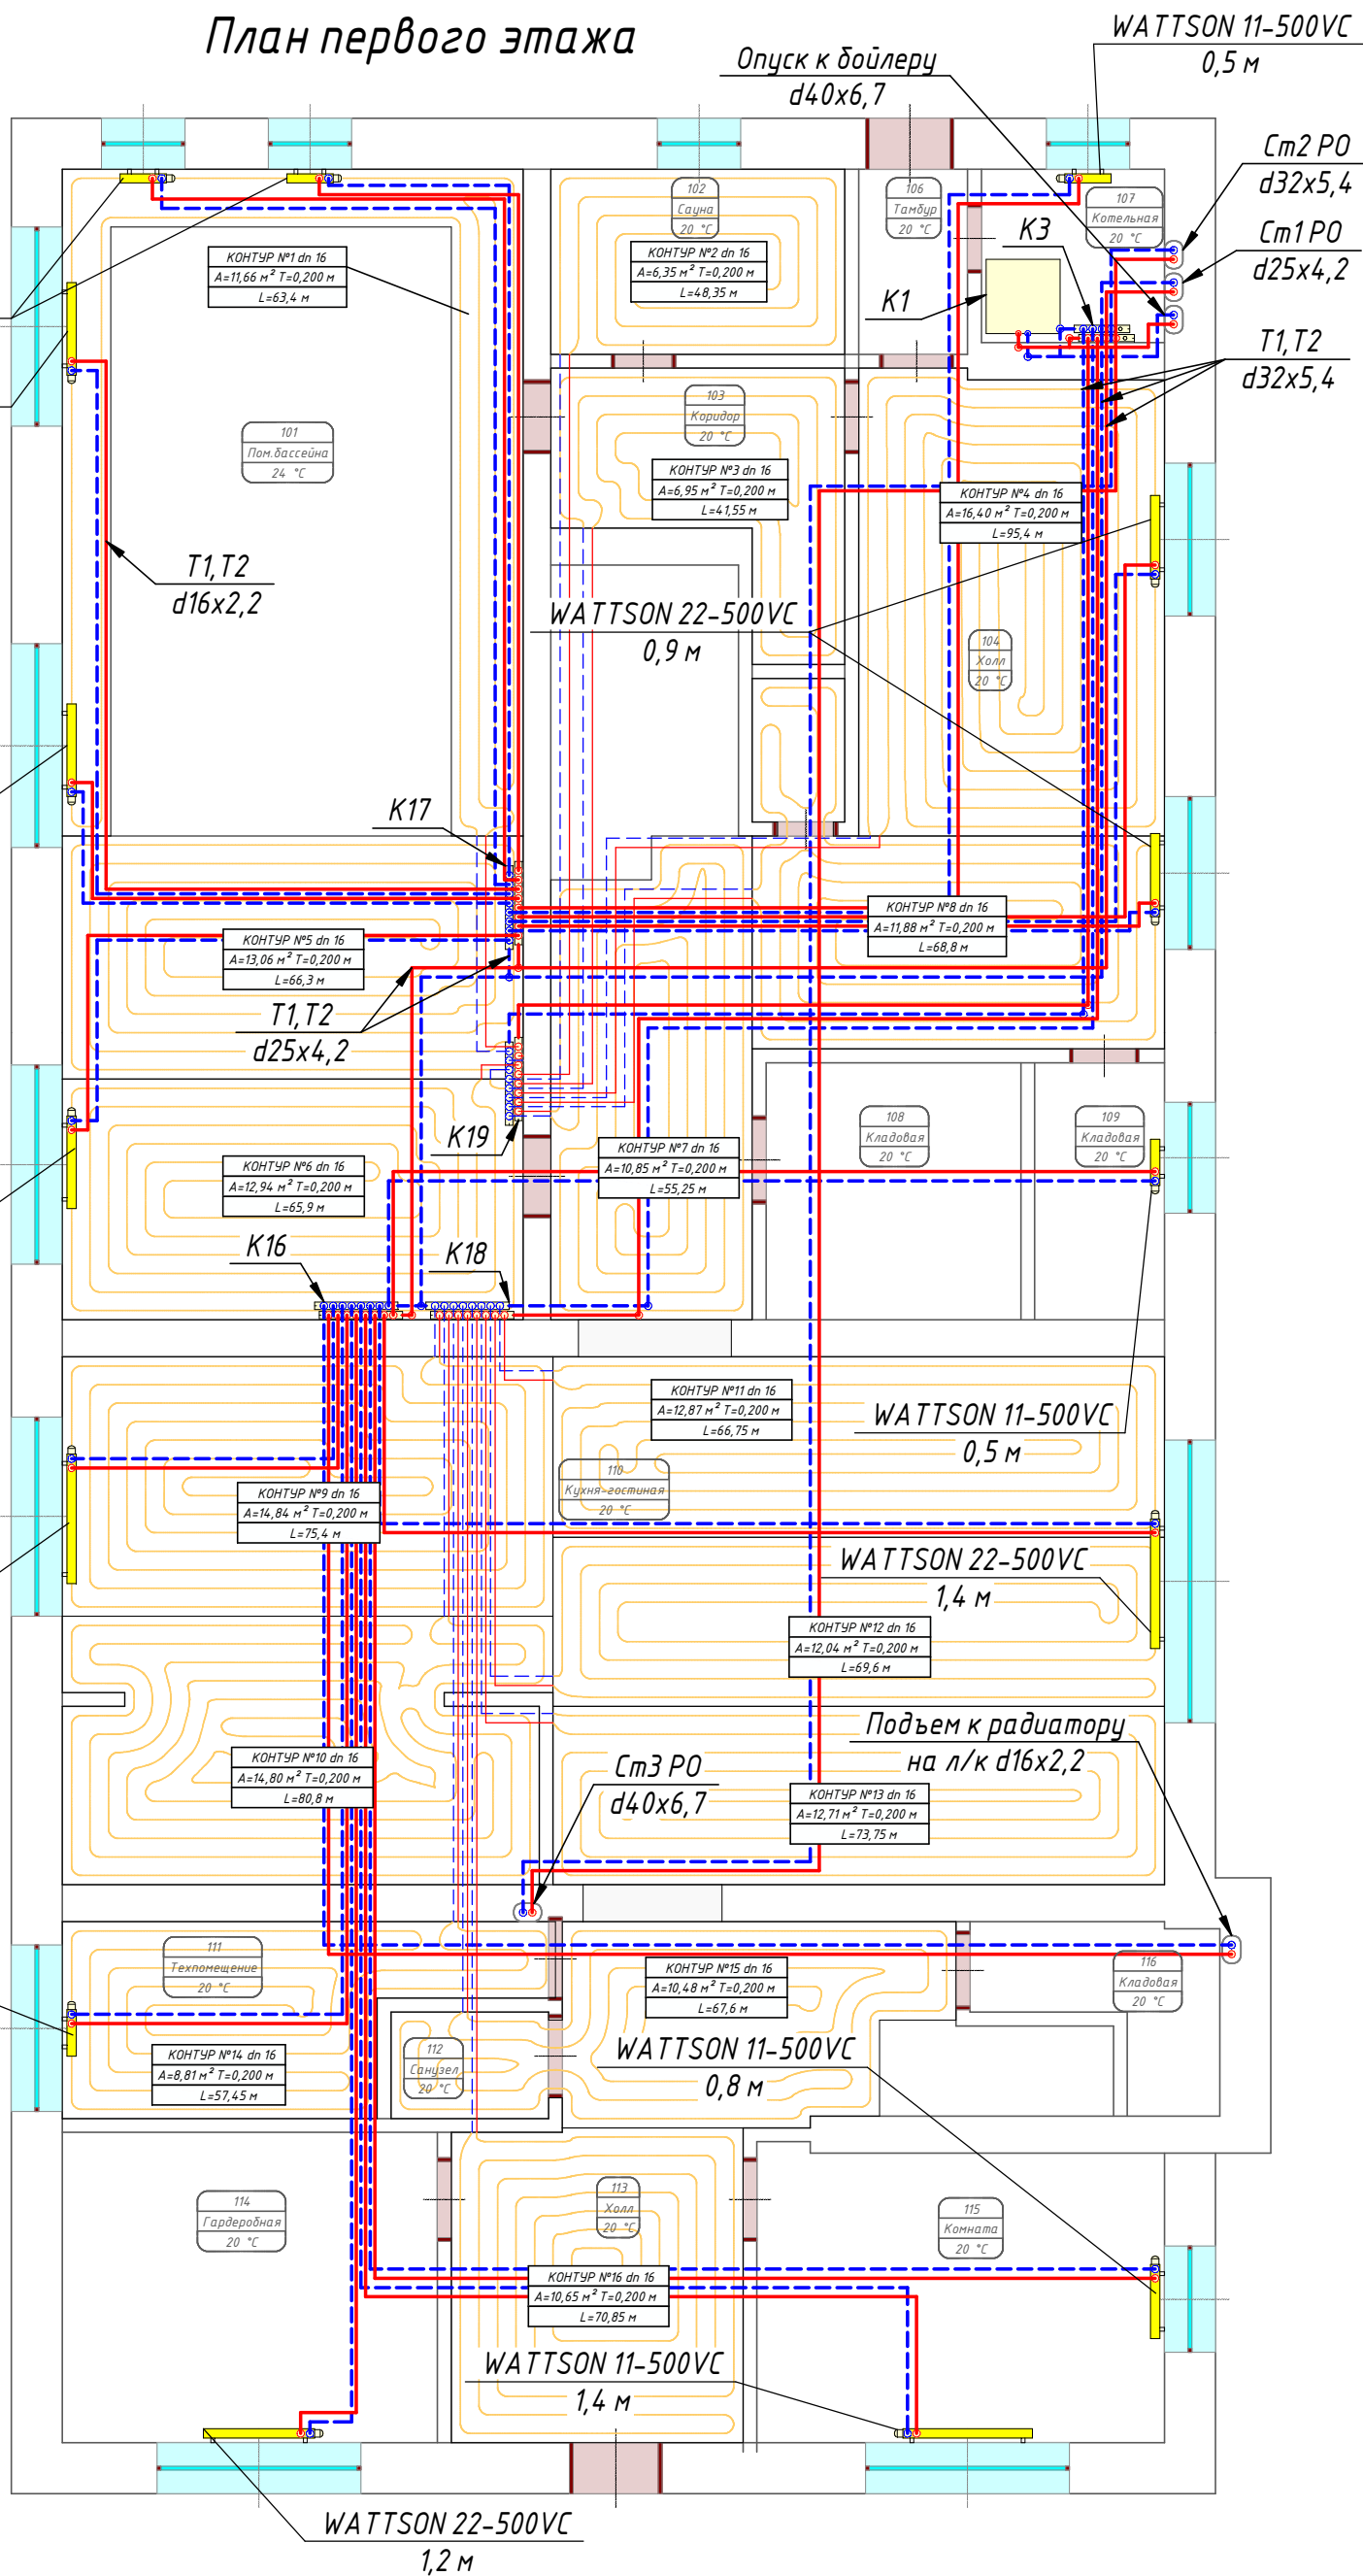 План первого этажа
WATTSON 11-500VC
0,5 м
Опуск к бойлеру
d40x6,7
Ст2 РО
d32x5,4
Ст1 РО
d25x4,2
102
Сауна
20 °C
106
Тамбур
20 °C
107
Котельная
20 °C
К3
К1
КОНТУР №1 dn 16
A=11,66 м² T=0,200 м
L=63,4 м
КОНТУР №2 dn 16
A=6,35 м² T=0,200 м
L=48,35 м
T1,T2
d32x5,4
101
Пом.бассейна
24 °C
103
Коридор
20 °C
КОНТУР №3 dn 16
A=6,95 м² T=0,200 м
L=41,55 м
КОНТУР №4 dn 16
A=16,40 м² T=0,200 м
L=95,4 м
T1,T2
d16x2,2
WATTSON 22-500VC
0,9 м
104
Холл
20 °C
К17
КОНТУР №5 dn 16
A=13,06 м² T=0,200 м
L=66,3 м
КОНТУР №8 dn 16
A=11,88 м² T=0,200 м
L=68,8 м
T1,T2
d25x4,2
К19
КОНТУР №6 dn 16
A=12,94 м² T=0,200 м
L=65,9 м
КОНТУР №7 dn 16
A=10,85 м² T=0,200 м
L=55,25 м
108
Кладовая
20 °C
109
Кладовая
20 °C
К16
К18
КОНТУР №11 dn 16
A=12,87 м² T=0,200 м
L=66,75 м
WATTSON 11-500VC
0,5 м
110
Кухня-гостиная
20 °C
КОНТУР №9 dn 16
A=14,84 м² T=0,200 м
L=75,4 м
WATTSON 22-500VC
1,4 м
КОНТУР №12 dn 16
A=12,04 м² T=0,200 м
L=69,6 м
Подъем к радиатору
на л/к d16x2,2
КОНТУР №10 dn 16
A=14,80 м² T=0,200 м
L=80,8 м
Ст3 РО
d40x6,7
КОНТУР №13 dn 16
A=12,71 м² T=0,200 м
L=73,75 м
111
Техпомещение
20 °C
КОНТУР №15 dn 16
A=10,48 м² T=0,200 м
L=67,6 м
116
Кладовая
20 °C
КОНТУР №14 dn 16
A=8,81 м² T=0,200 м
L=57,45 м
112
Санузел
20 °C
WATTSON 11-500VC
0,8 м
114
Гардеробная
20 °C
113
Холл
20 °C
115
Комната
20 °C
КОНТУР №16 dn 16
A=10,65 м² T=0,200 м
L=70,85 м
WATTSON 11-500VC
1,4 м
WATTSON 22-500VC
1,2 м